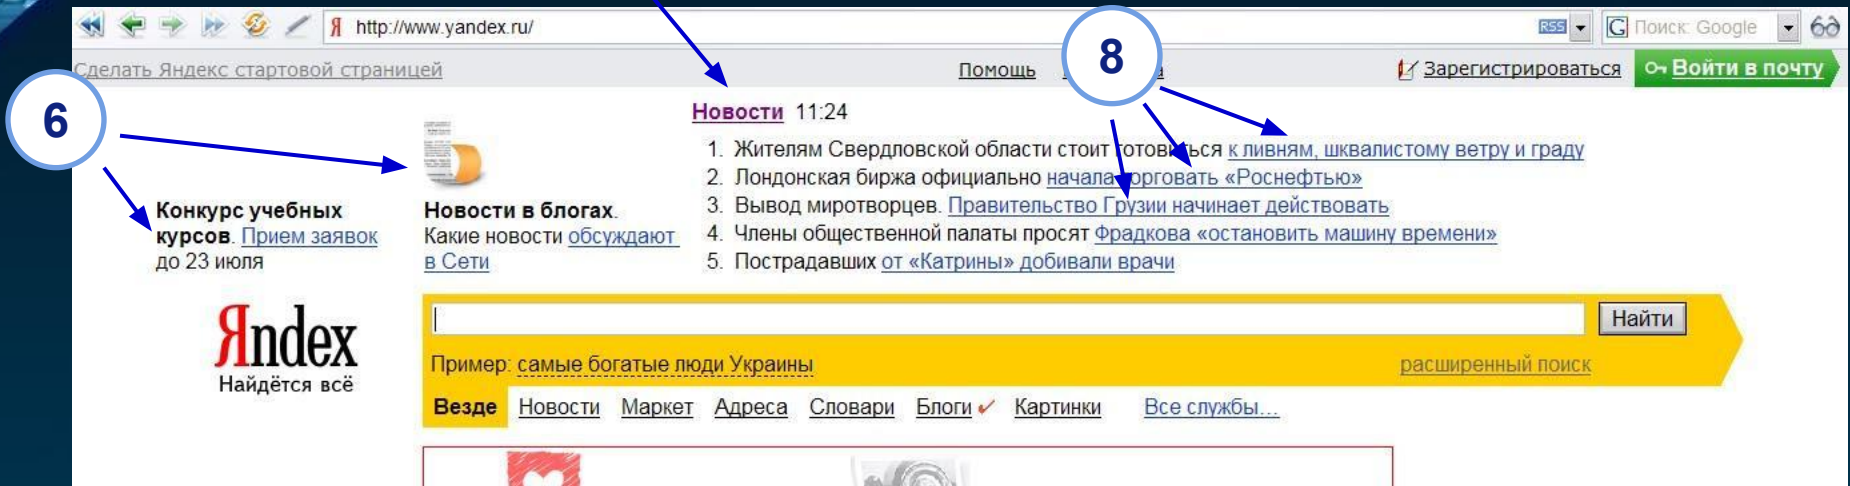 http://www.yandex.ru/
RSS
G Поиск: Google
Сделать Яндекс стартовой страницей
Помощь
Зарегистрироваться
Войти в почту
6
8
Новости 11:24
1. Жителям Свердловской области стоит готовиться к ливням, шквалистому ветру и граду
2. Лондонская биржа официально начала торговать «Роснефтью»
3. Вывод миротворцев. Правительство Грузии начинает действовать
4. Члены общественной палаты просят Фрадкова «остановить машину времени»
5. Пострадавших от «Катрины» добивали врачи
Конкурс учебных
курсов. Прием заявок
до 23 июля
Новости в блогах.
Какие новости обсуждают
в Сети
Яndex
Найдётся всё
Найти
Пример: самые богатые люди Украины
расширенный поиск
Везде Новости Маркет Адреса Словари Блоги Картинки Все службы...